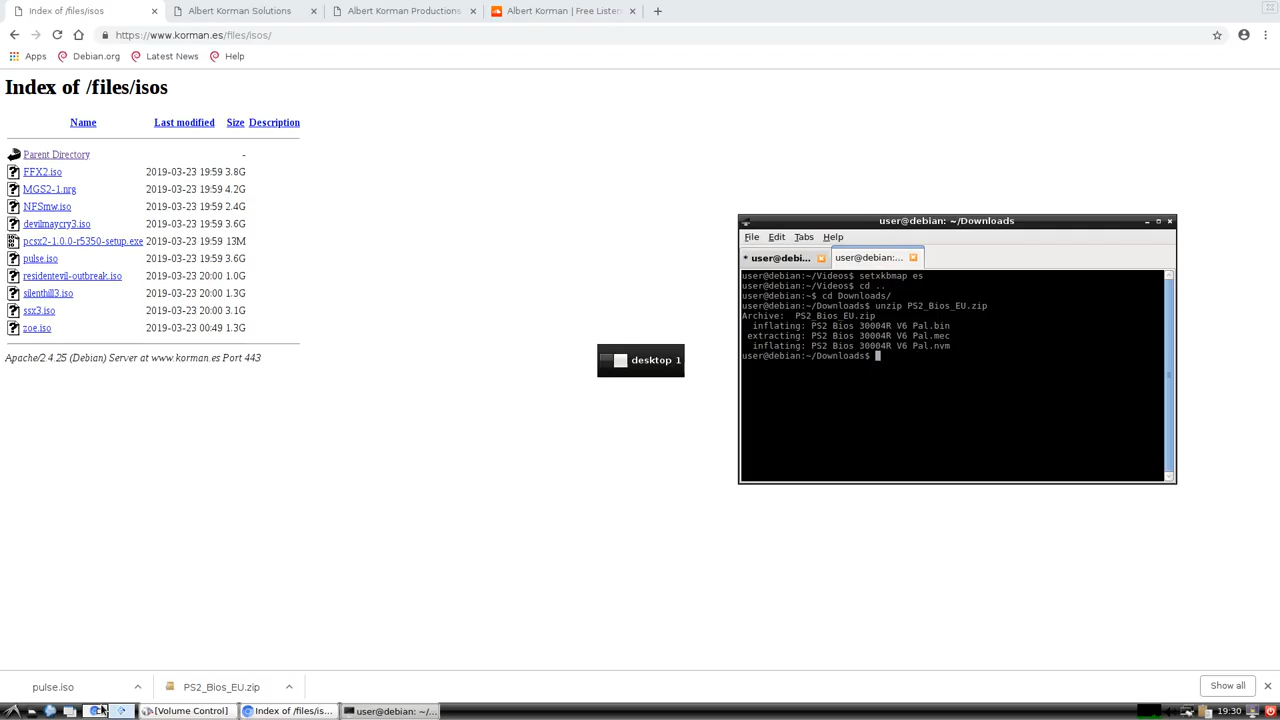 Index of /files/isos
Albert Korman Solutions
Albert Korman Productions
Albert Korman | Free Listen
https://www.korman.es/files/isos/
Apps
Debian.org
Latest News
Help
Index of /files/isos
Name Last modified Size Description
Parent Directory -
FFX2.iso 2019-03-23 19:59 3.8G
MGS2-1.nrg 2019-03-23 19:59 4.2G
NFSmw.iso 2019-03-23 19:59 2.4G
devilmaycry3.iso 2019-03-23 19:59 3.6G
pcsx2-1.0.0-r5350-setup.exe 2019-03-23 19:59 13M
pulse.iso 2019-03-23 19:59 3.6G
residentevil-outbreak.iso 2019-03-23 20:00 1.0G
silenthill3.iso 2019-03-23 20:00 1.3G
ssx3.iso 2019-03-23 20:00 3.1G
zoe.iso 2019-03-23 00:49 1.3G
Apache/2.4.25 (Debian) Server at www.korman.es Port 443
desktop 1
user@debian: ~/Downloads
File Edit Tabs Help
* user@debi...
user@debian:...
user@debian:~/Videos$ setxkbmap es
user@debian:~/Videos$ cd ..
user@debian:~$ cd Downloads/
user@debian:~/Downloads$ unzip PS2_Bios_EU.zip
Archive:  PS2_Bios_EU.zip
inflating: PS2 Bios 30004R V6 Pal.bin
extracting: PS2 Bios 30004R V6 Pal.mec
inflating: PS2 Bios 30004R V6 Pal.nvm
user@debian:~/Downloads$
pulse.iso
PS2_Bios_EU.zip
Show all
[Volume Control]
Index of /files/is...
user@debian: ~/...
19:30